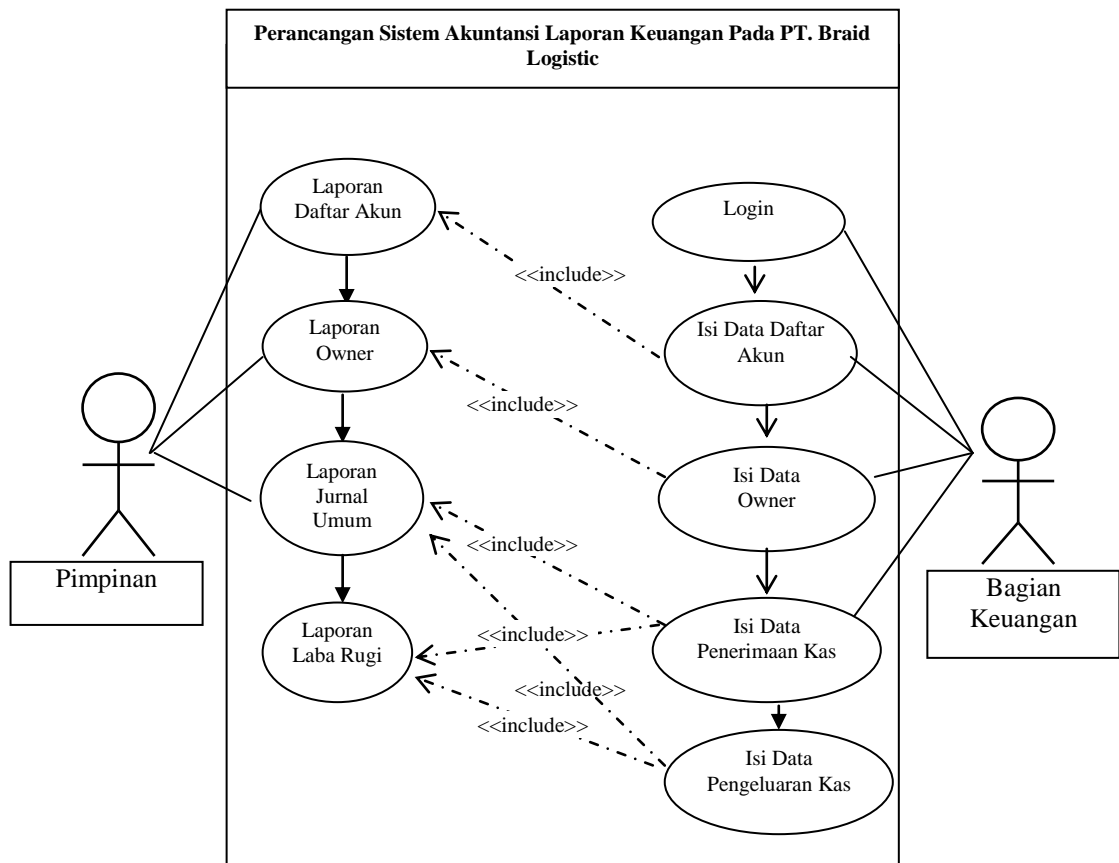 Perancangan Sistem Akuntansi Laporan Keuangan Pada PT. Braid
Logistic
Laporan
Daftar Akun
Login
<<include>>
Laporan
Owner
Isi Data Daftar
Akun
<<include>>
Laporan
Jurnal
Umum
Isi Data
Owner
<<include>>
Pimpinan
Bagian
Keuangan
Laporan
Laba Rugi
<<include>>
Isi Data
Penerimaan Kas
<<include>>
<<include>>
Isi Data
Pengeluaran Kas